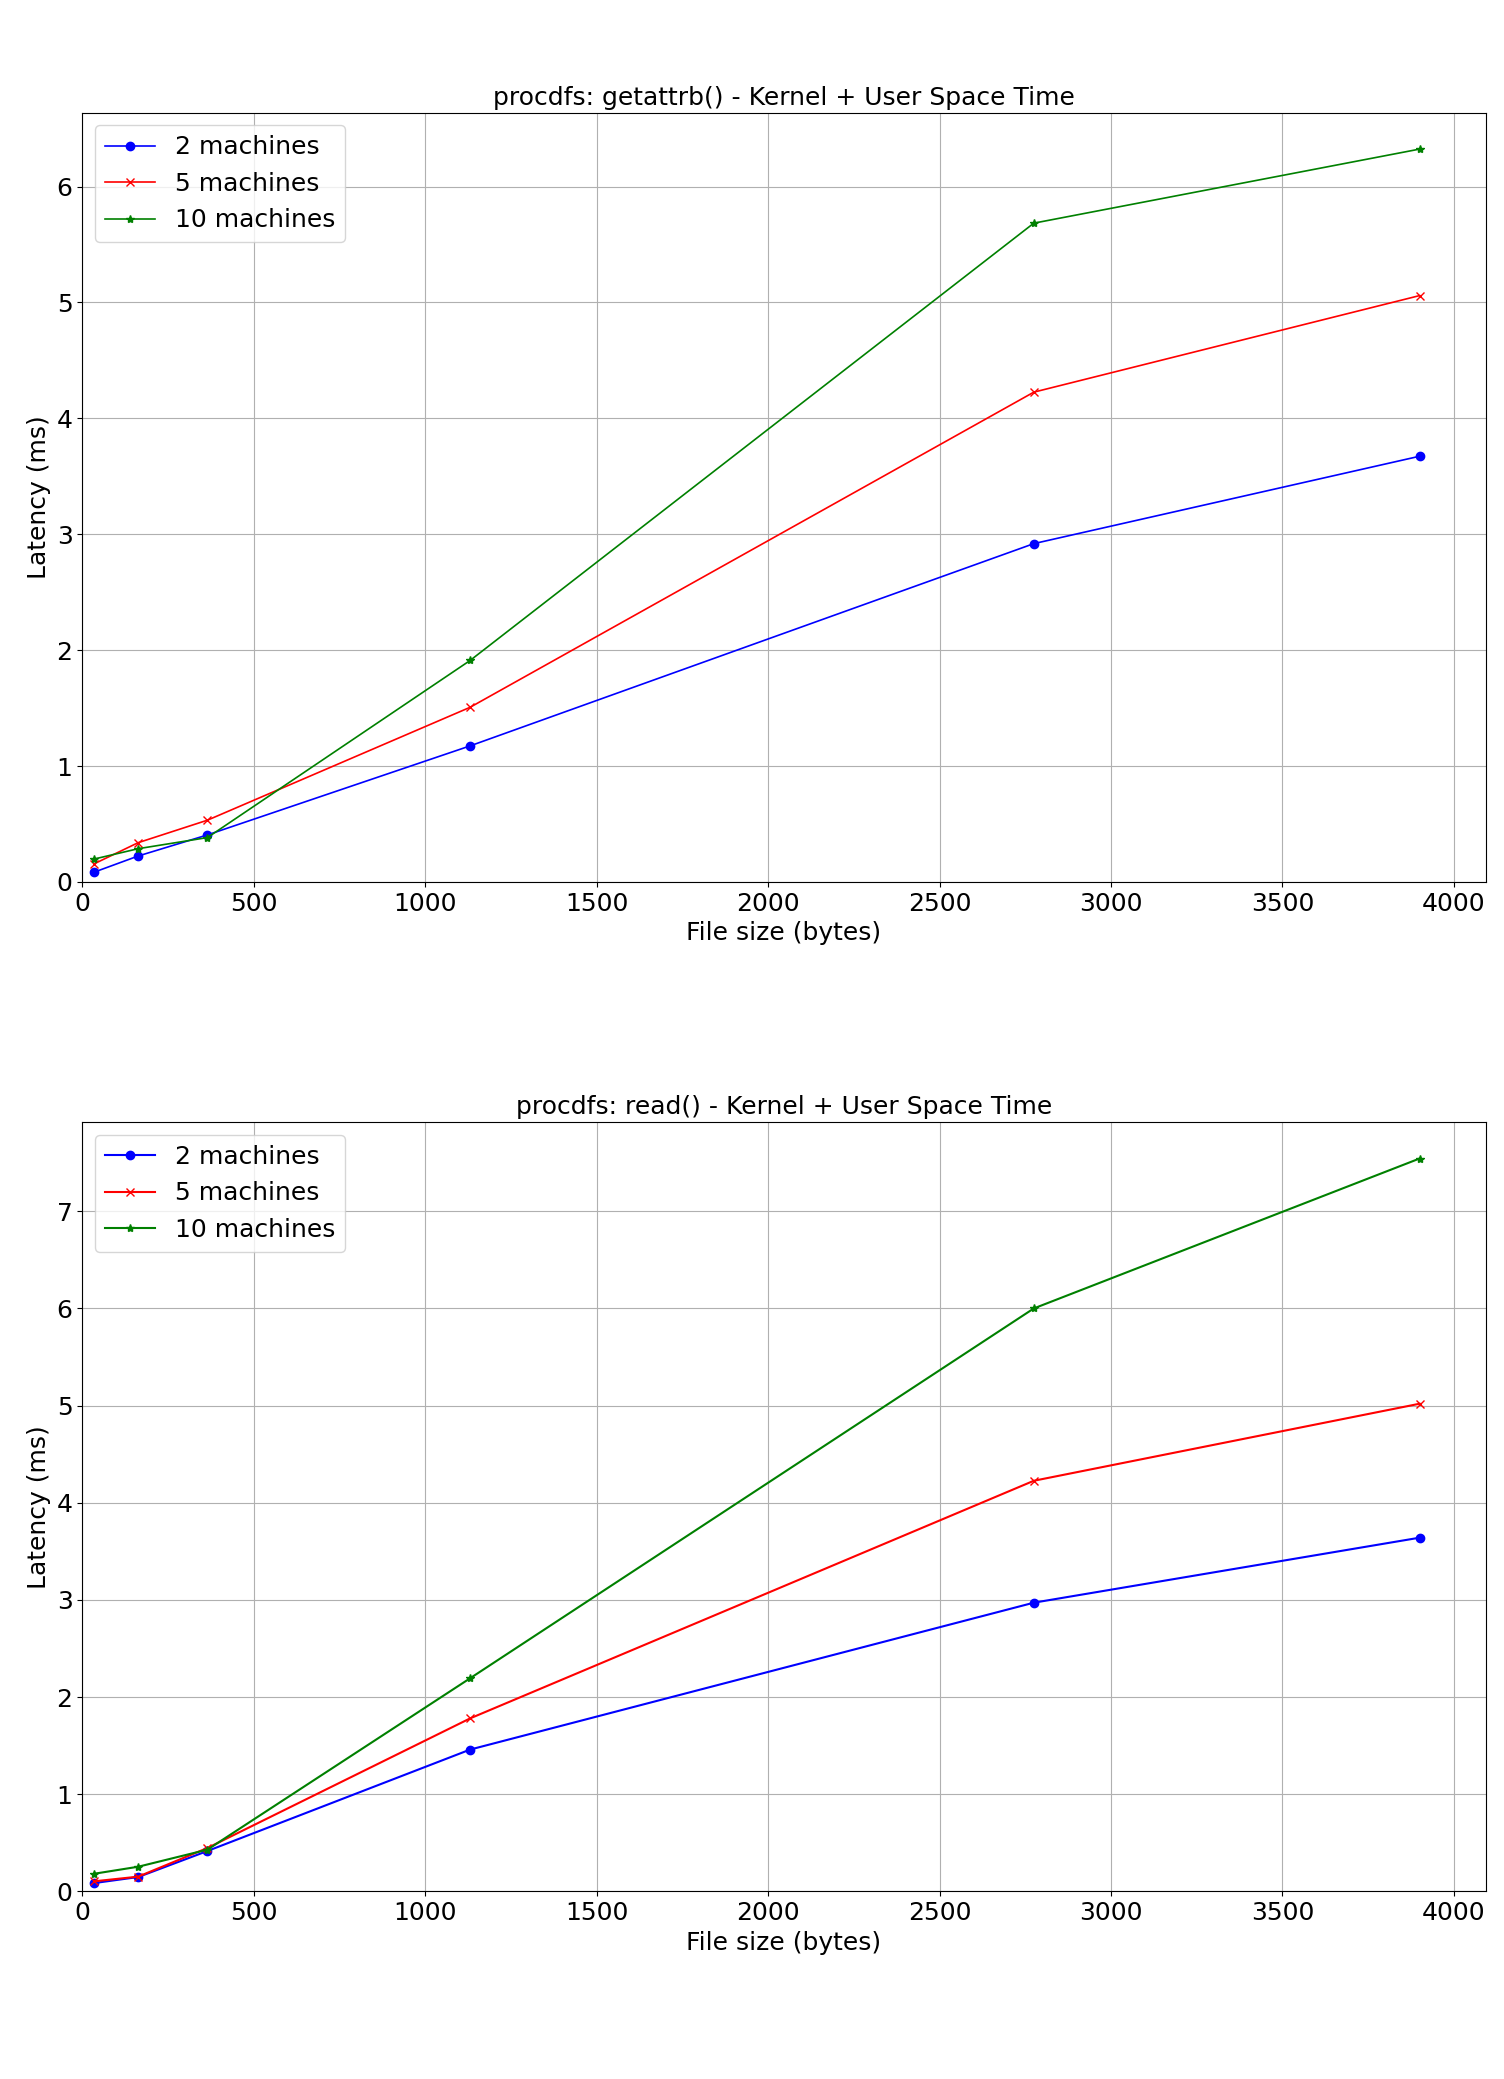 procdfs: getattrb() - Kernel + User Space Time
2 machines
5 machines
10 machines
Latency (ms)
6
5
4
3
2
1
0
0 500 1000 1500 2000 2500 3000 3500 4000
File size (bytes)
procdfs: read() - Kernel + User Space Time
2 machines
5 machines
10 machines
Latency (ms)
7
6
5
4
3
2
1
0
0 500 1000 1500 2000 2500 3000 3500 4000
File size (bytes)